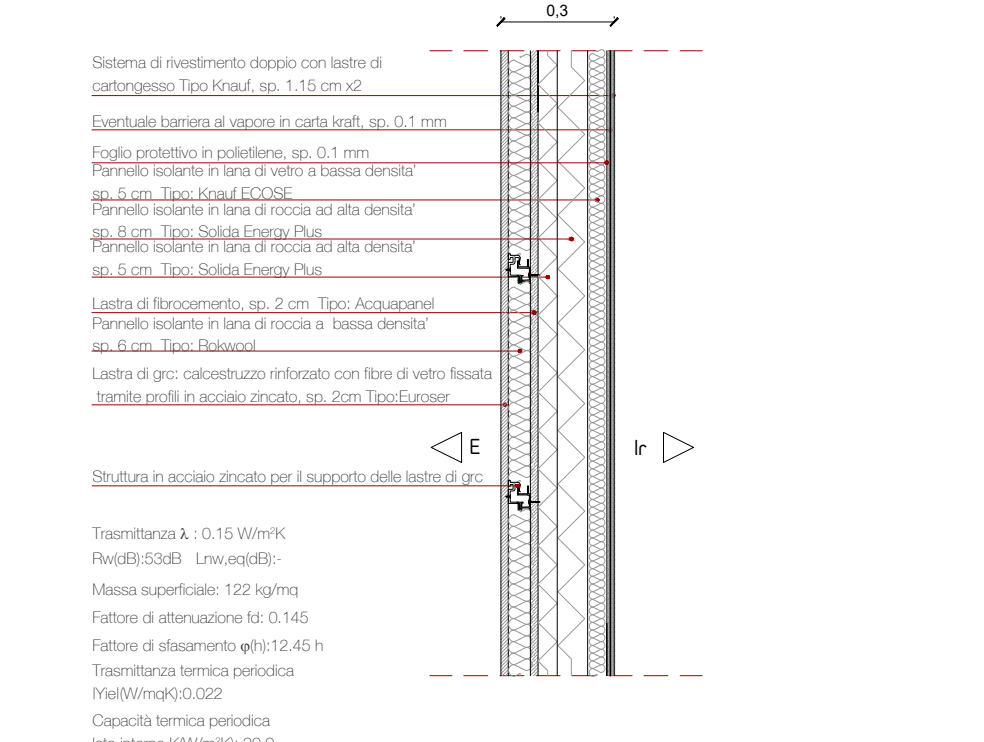 0,3
Sistema di rivestimento doppio con lastre di
cartongesso Tipo Knauf, sp. 1.15 cm x2
Eventuale barriera al vapore in carta kraft, sp. 0.1 mm
Foglio protettivo in polietilene, sp. 0.1 mm
Pannello isolante in lana di vetro a bassa densita'
sp. 5 cm Tipo: Knauf ECOSE
Pannello isolante in lana di roccia ad alta densita'
sp. 8 cm Tipo: Solida Energy Plus
Pannello isolante in lana di roccia ad alta densita'
sp. 5 cm Tipo: Solida Energy Plus
Lastra di fibrocemento, sp. 2 cm Tipo: Acquapanel
Pannello isolante in lana di roccia a bassa densita'
sp. 6 cm Tipo: Rokwool
Lastra di grc: calcestruzzo rinforzato con fibre di vetro fissata
tramite profili in acciaio zincato, sp. 2cm Tipo:Euroser
E
Ir
Struttura in acciaio zincato per il supporto delle lastre di grc
Trasmittanza λ : 0.15 W/m²K
Rw(dB):53dB Lnw,eq(dB):-
Massa superficiale: 122 kg/mq
Fattore di attenuazione fd: 0.145
Fattore di sfasamento φ(h):12.45 h
Trasmittanza termica periodica
IYieI(W/mqK):0.022
Capacità termica periodica